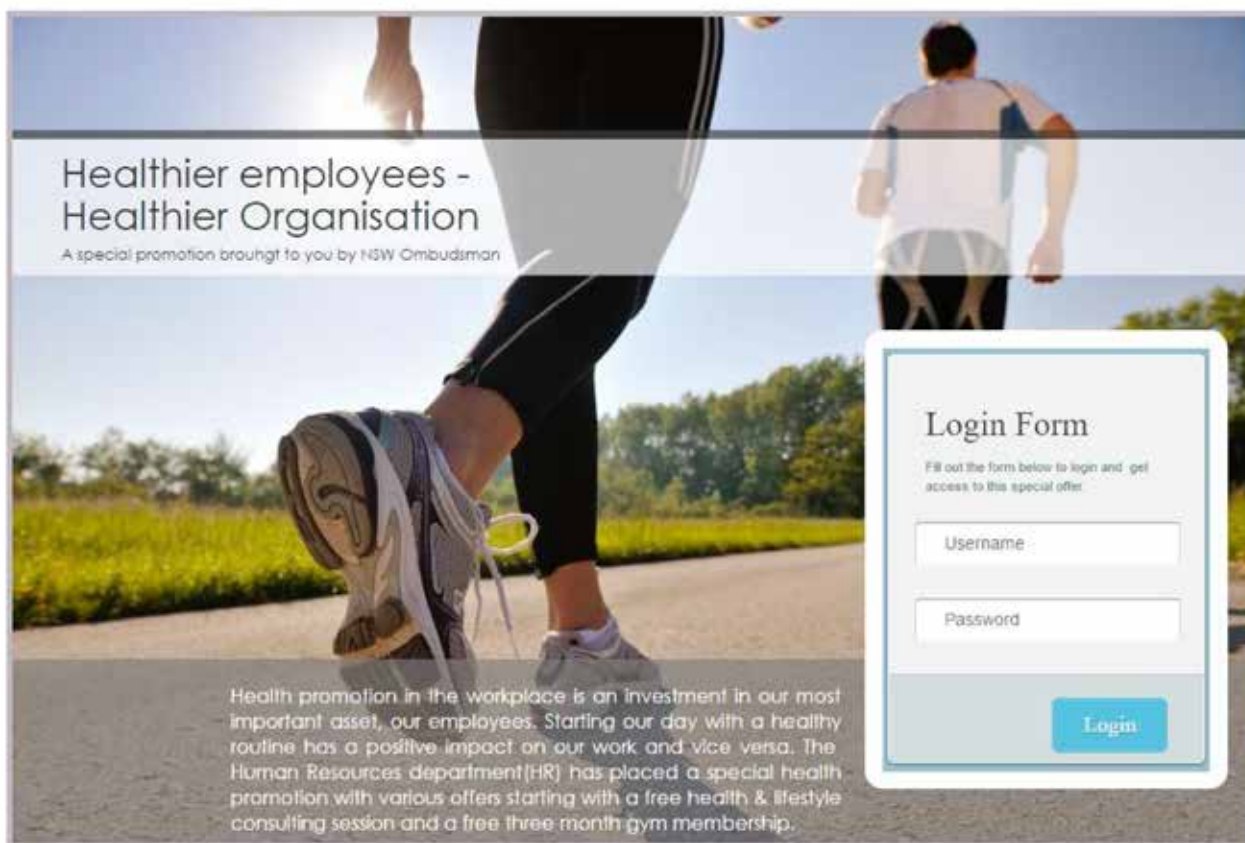 Healthier employees -
Healthier Organisation
A special promotion brouhgt to you by NSW Ombudsman
Login Form
Fill out the form below to login and get
access to this special offer.
Username
Password
Login
Health promotion in the workplace is an investment in our most
important asset, our employees. Starting our day with a healthy
routine has a positive impact on our work and vice versa. The
Human Resources department(HR) has placed a special health
promotion with various offers starting with a free health & lifestyle
consulting session and a free three month gym membership.